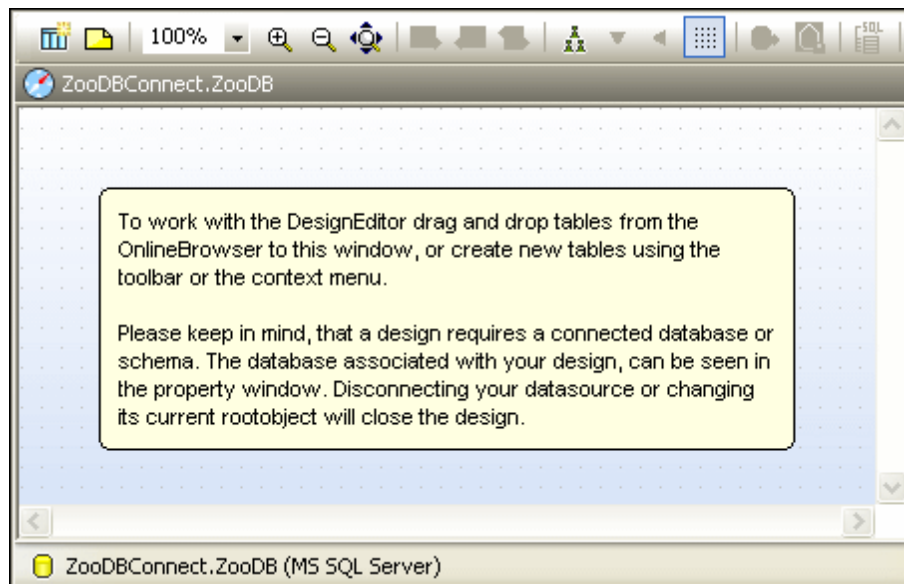 100%
SQL
ZooDBConnect.ZooDB
To work with the DesignEditor drag and drop tables from the
OnlineBrowser to this window, or create new tables using the
toolbar or the context menu.
Please keep in mind, that a design requires a connected database or
schema. The database associated with your design, can be seen in
the property window. Disconnecting your datasource or changing
its current rootobject will close the design.
ZooDBConnect.ZooDB (MS SQL Server)